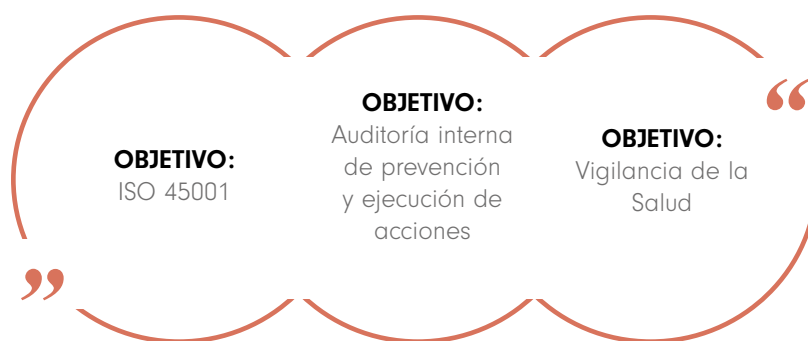 OBJETIVO:
ISO 45001
OBJETIVO:
Auditoría interna
de prevención
y ejecución de
acciones
OBJETIVO:
Vigilancia de la
Salud